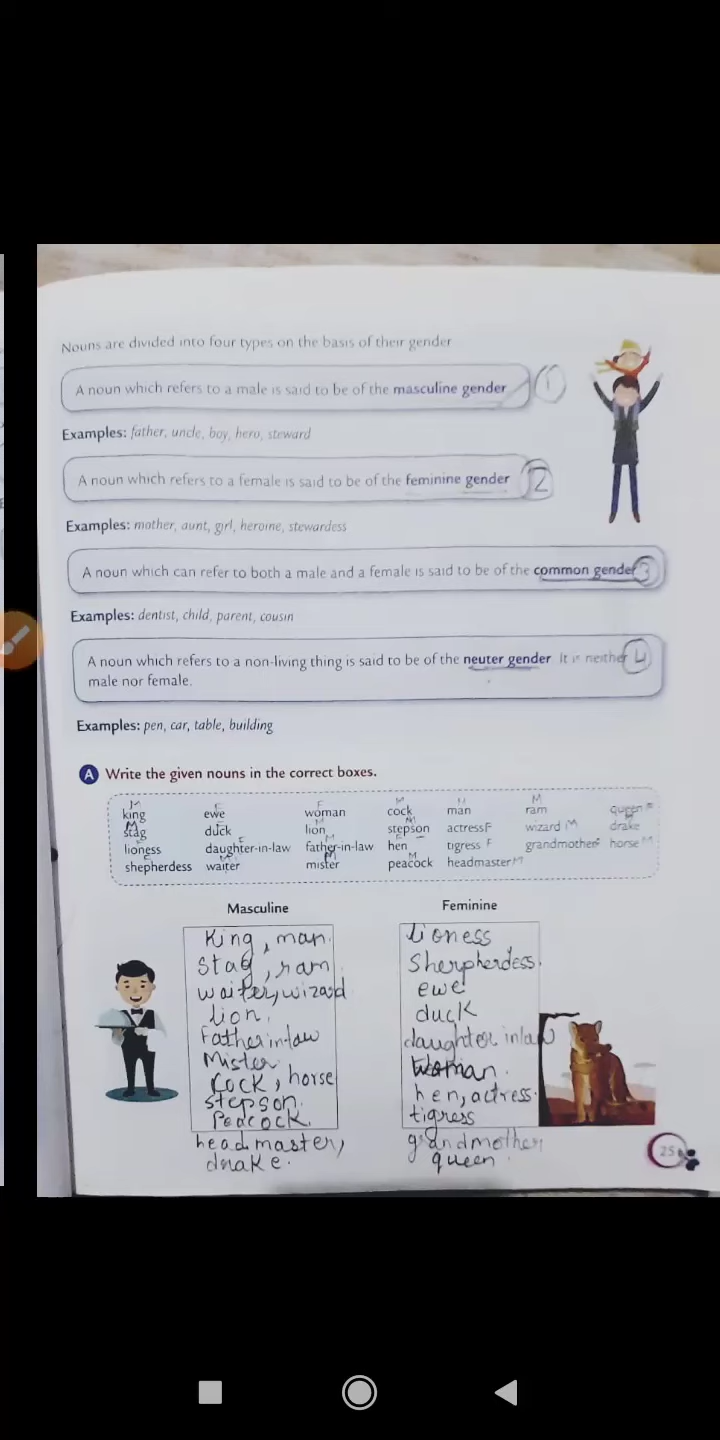 Nouns are divided into four types on the basis of their gender
A noun which refers to a male is said to be of the masculine gender 1
Examples: father, uncle, boy, hero, steward
A noun which refers to a female is said to be of the feminine gender 2
Examples: mother, aunt, girl, heroine, stewardess
A noun which can refer to both a male and a female is said to be of the common gender 3
Examples: dentist, child, parent, cousin
A noun which refers to a non-living thing is said to be of the neuter gender It is neither 4
male nor female.
Examples: pen, car, table, building
A Write the given nouns in the correct boxes.
M F F M M M
king ewe woman cock man ram queen F
M M M
stag duck lion stepson actress F wizard M drake
F M F
lioness daughter-in-law father-in-law hen tigress F grandmother F horse M
F M M M
shepherdess waiter mister peacock headmaster M
Masculine Feminine
King, man.
Stag, ram
waiter, wizard
lion.
Father in-law
Mister.
Cock, horse
stepson.
Peacock.
headmaster,
drake.
lioness
Sherpherdess.
ewe
duck
daughter inlaw
Woman.
hen, actress.
tigress
grandmother
queen.
25